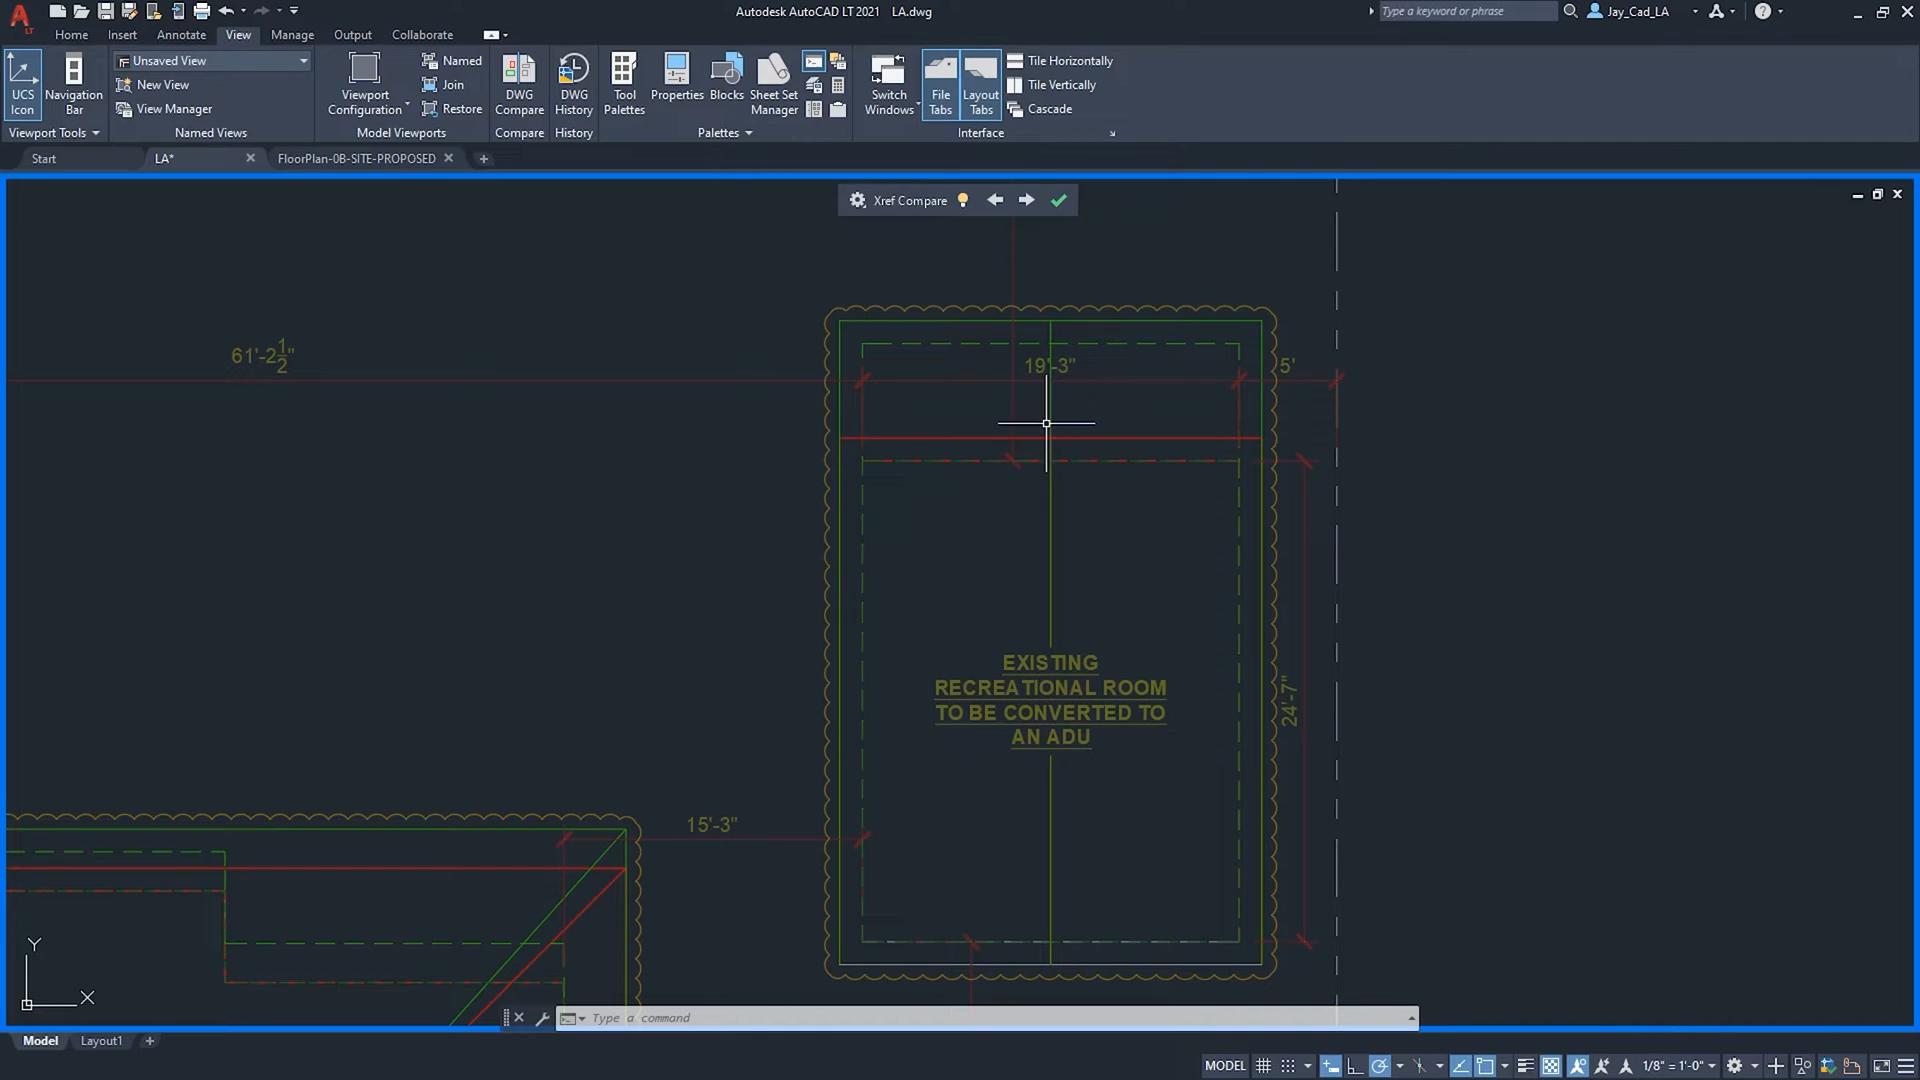 Autodesk AutoCAD LT 2021 LA.dwg
Type a keyword or phrase
Jay_Cad_LA
Home Insert Annotate View Manage Output Collaborate
UCS Icon
Navigation Bar
Viewport Tools
Unsaved View
New View
View Manager
Named Views
Viewport Configuration
Named
Join
Restore
Model Viewports
DWG Compare
Compare
DWG History
History
Tool Palettes
Properties
Blocks
Sheet Set Manager
Palettes
Switch Windows
File Tabs
Layout Tabs
Tile Horizontally
Tile Vertically
Cascade
Interface
Start LA* FloorPlan-0B-SITE-PROPOSED
Xref Compare
61'-2 1/2"
19'-3"
5'
EXISTING
RECREATIONAL ROOM
TO BE CONVERTED TO
AN ADU
24'-7"
15'-3"
Y
X
Type a command
Model Layout1
MODEL
1/8" = 1'-0"
LT